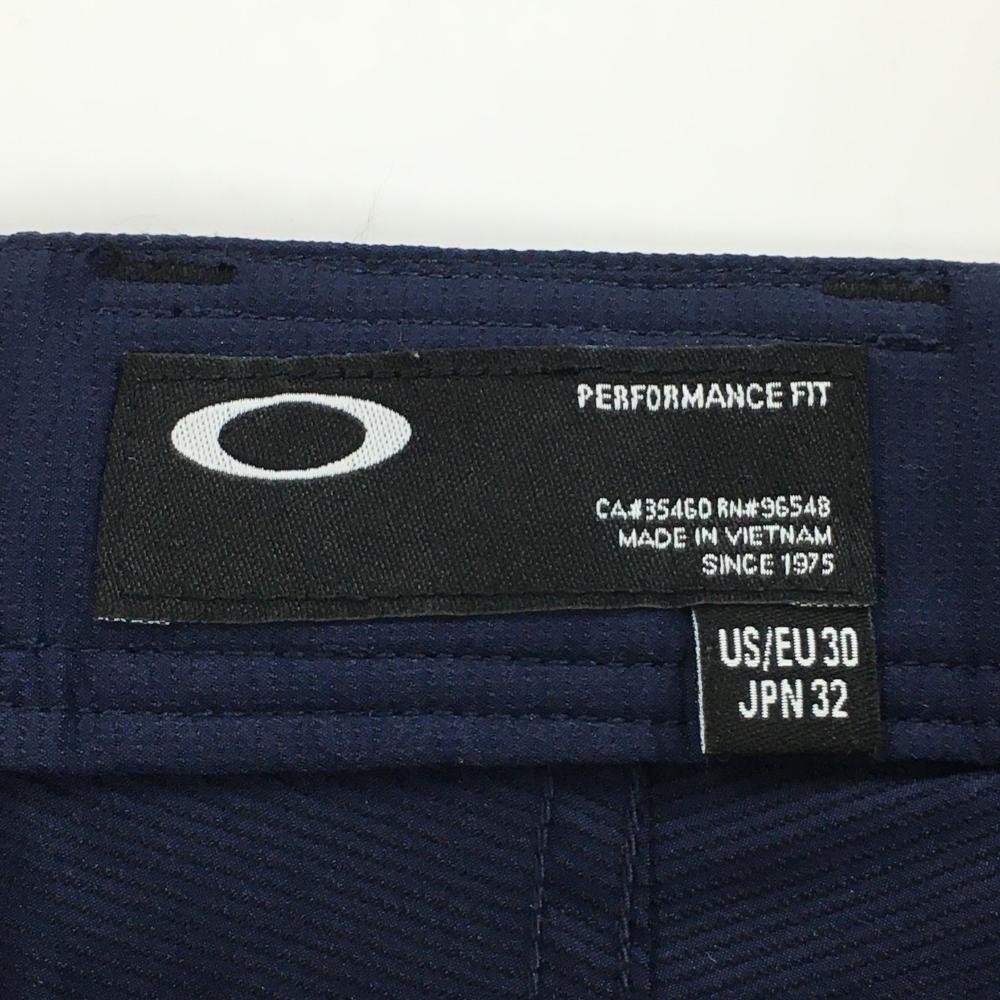 PERFORMANCE FIT
CA#35460 RN#96548
MADE IN VIETNAM
SINCE 1975
US/EU 30
JPN 32